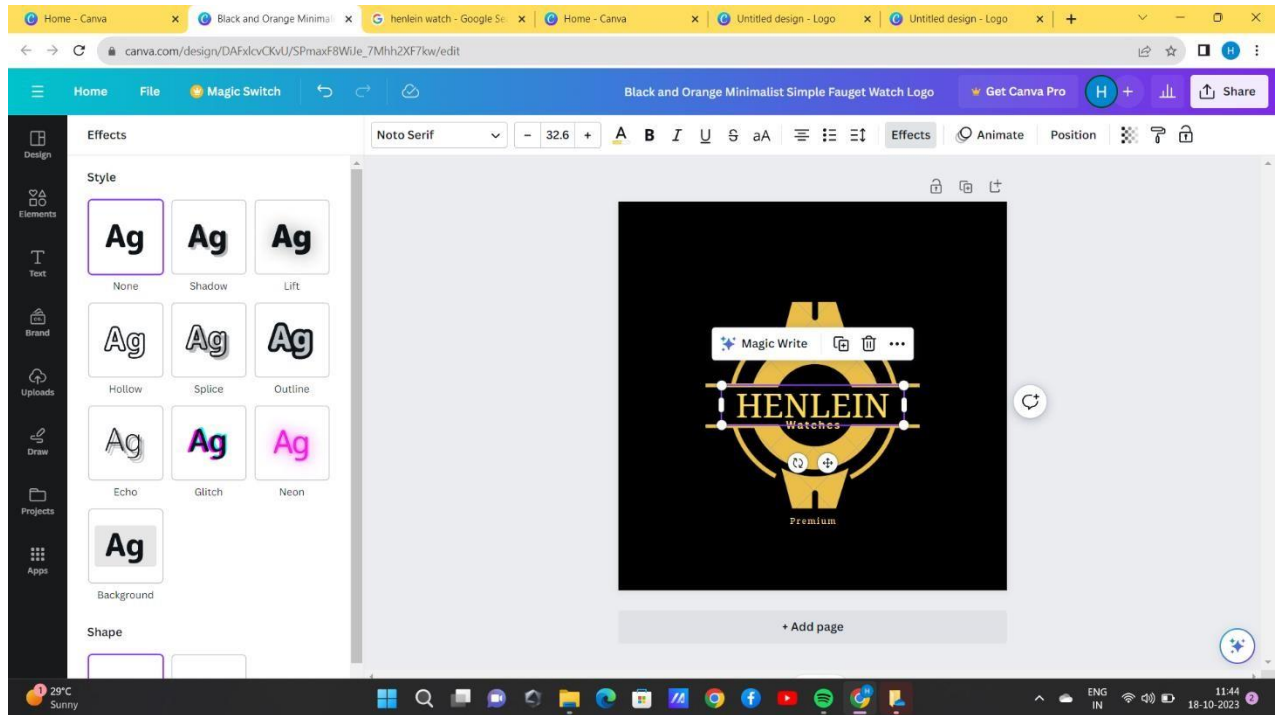 Home - Canva
Black and Orange Minimal
henlein watch - Google Se
Home - Canva
Untitled design - Logo
Untitled design - Logo
canva.com/design/DAFxlcvCKvU/SPmaxF8WiJe_7Mhh2XF7kw/edit
H
Home File Magic Switch
Black and Orange Minimalist Simple Fauget Watch Logo
Get Canva Pro
H
Share
Effects
Noto Serif
- 32.6 +
A B I U S aA
Effects Animate Position
Design
Elements
Text
Brand
Uploads
Draw
Projects
Apps
Style
Ag Ag Ag
None Shadow Lift
Ag Ag Ag
Hollow Splice Outline
Ag Ag Ag
Echo Glitch Neon
Ag
Background
Shape
Magic Write
HENLEIN
Watches
Premium
+ Add page
1
29°C
Sunny
ENG
IN
11:44
18-10-2023
2